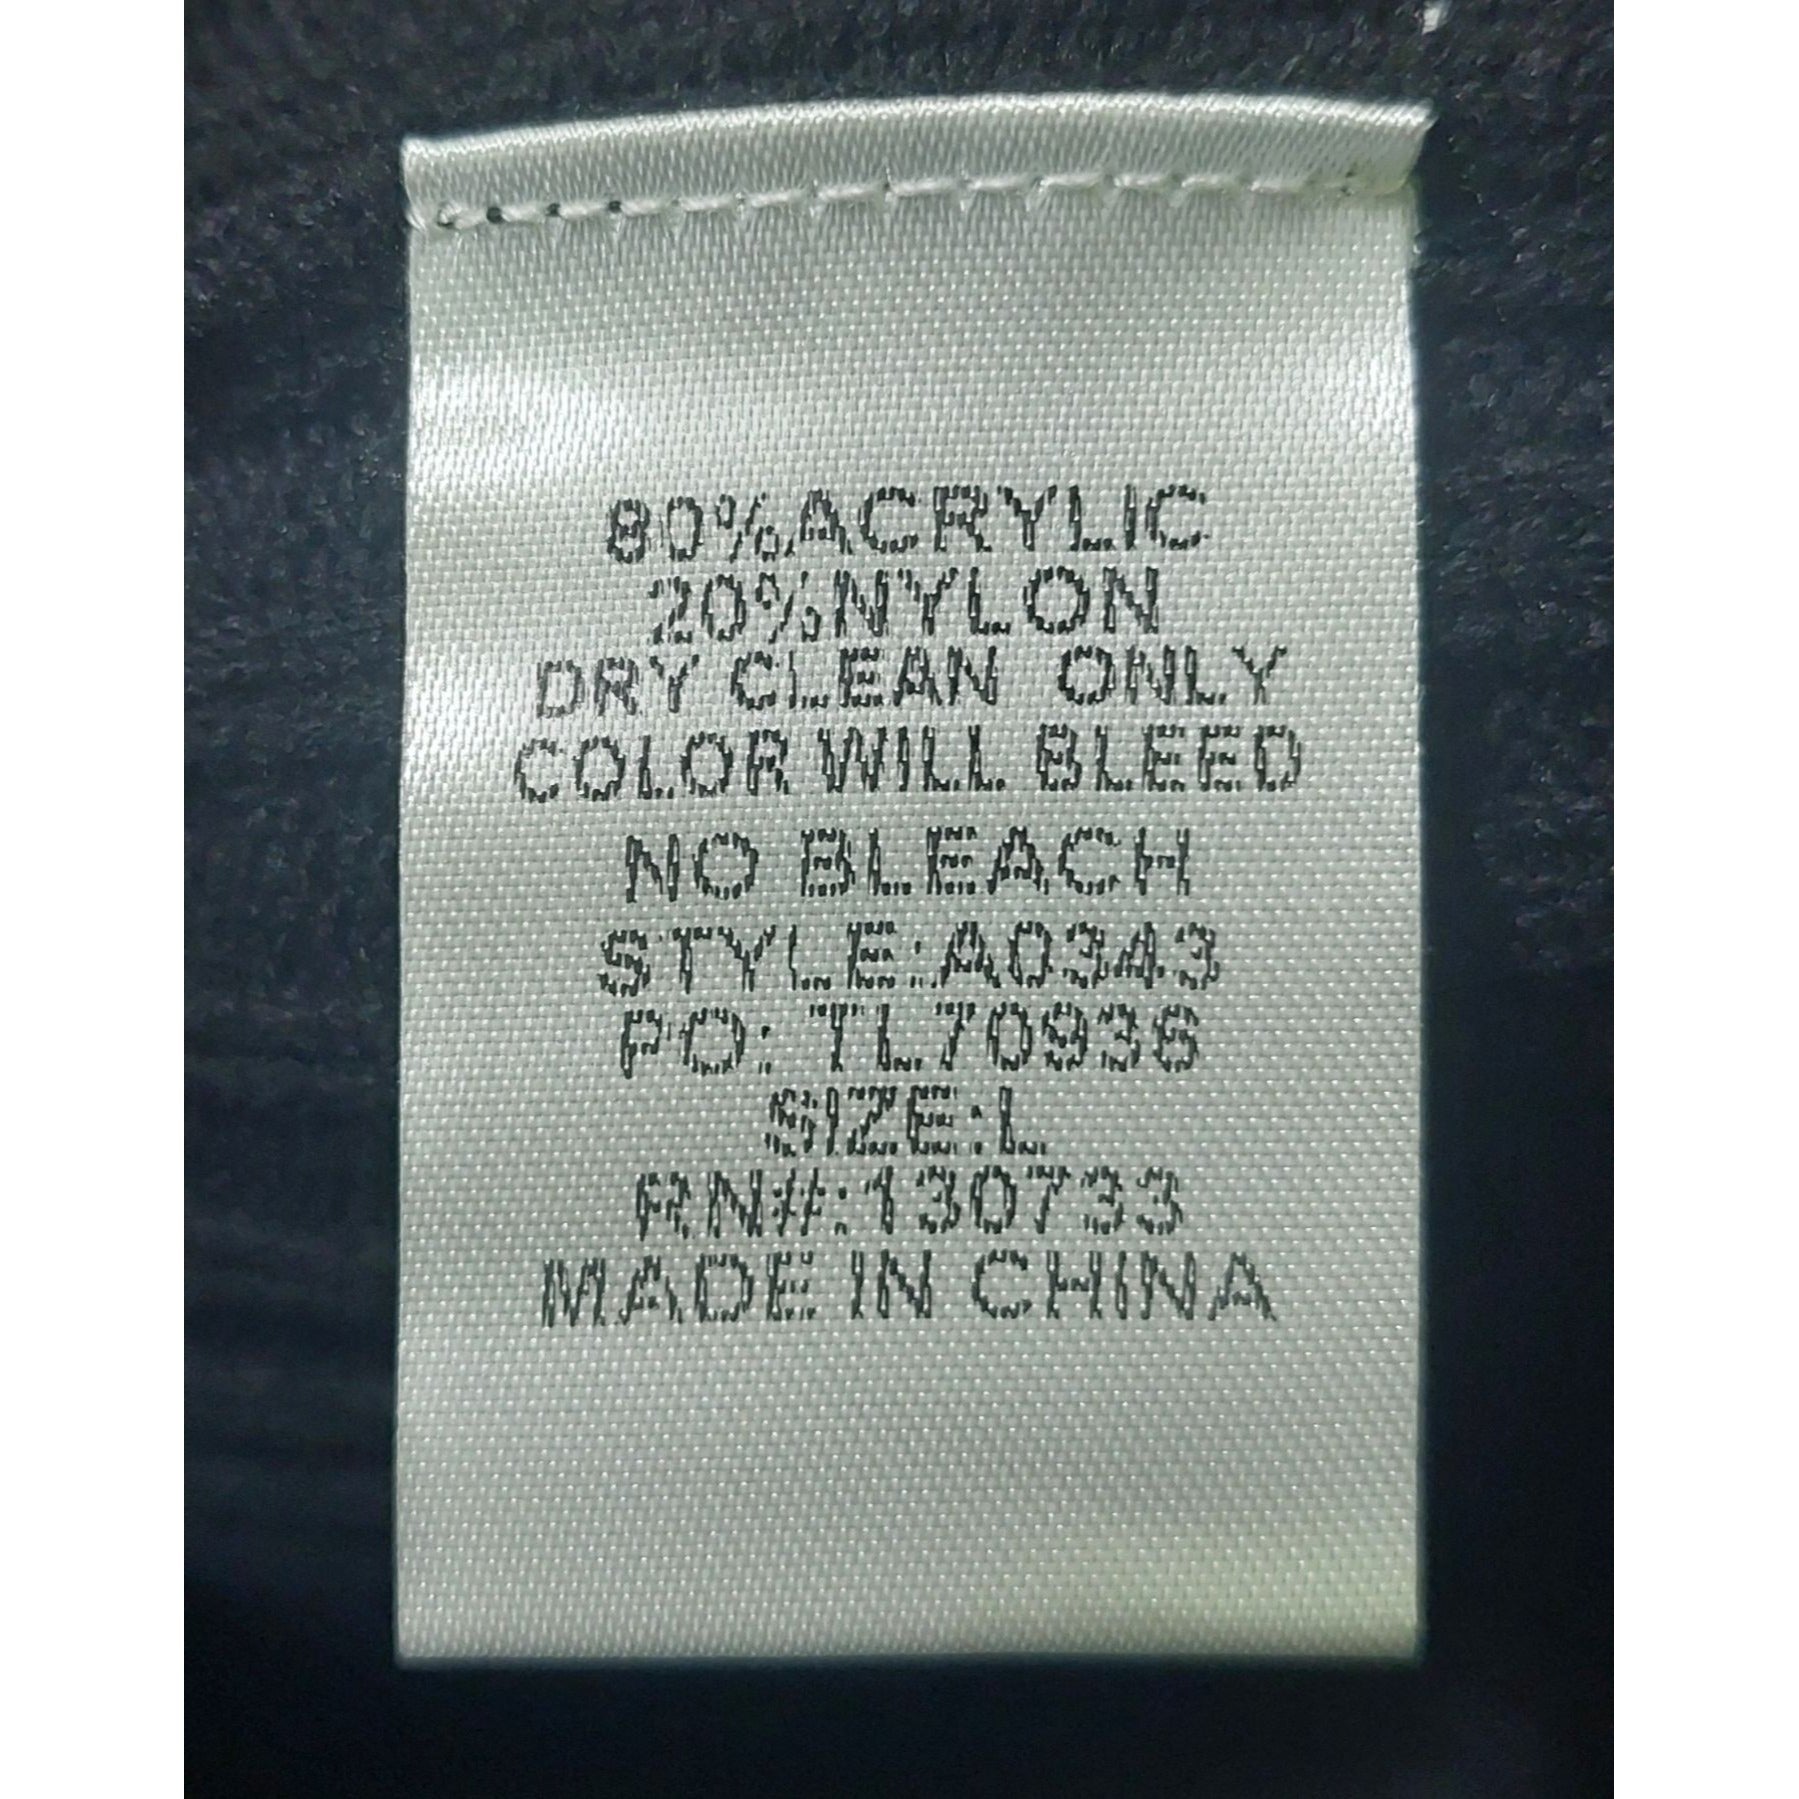 80%ACRYLIC
20%NYLON
DRY CLEAN ONLY
COLOR WILL BLEED
NO BLEACH
STYLE:A0343
PO: TL70936
SIZE:L
RN#:130733
MADE IN CHINA